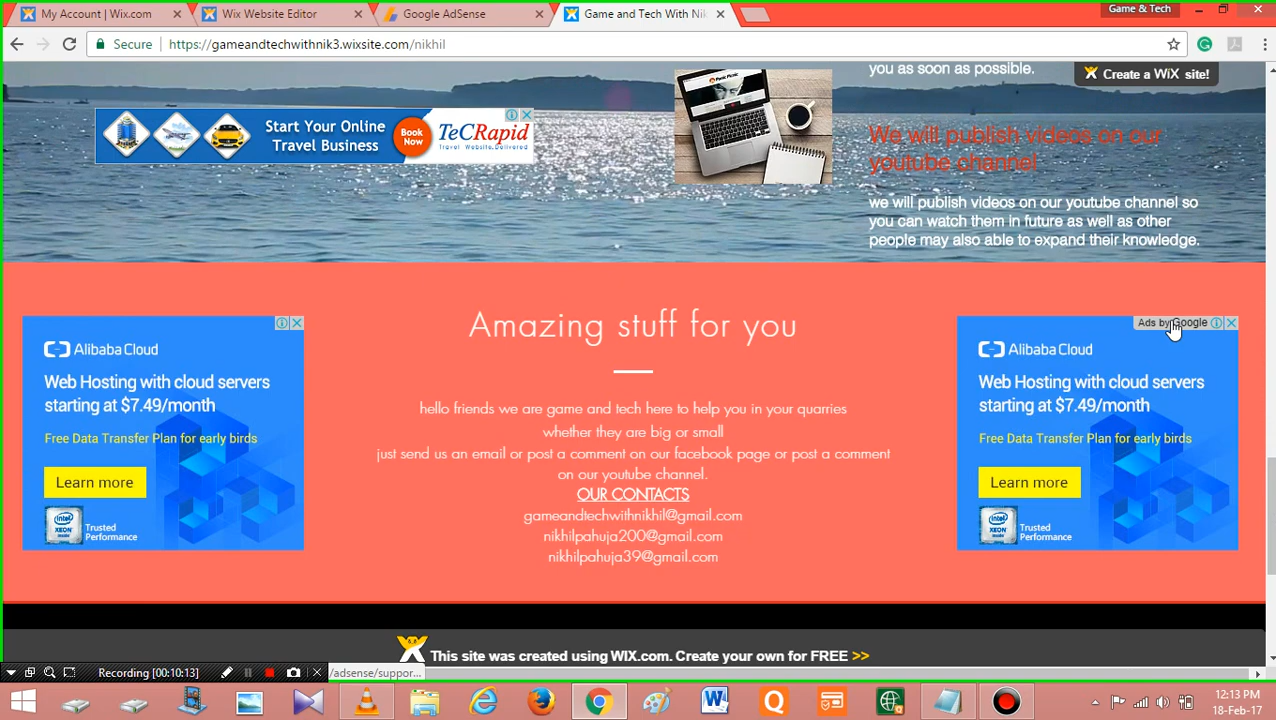 My Account | Wix.com
Wix Website Editor
Google AdSense
Game and Tech With Nik
Game & Tech
Secure
https://gameandtechwithnik3.wixsite.com/nikhil
you as soon as possible.
Create a WiX site!
Start Your Online
Travel Business
Book
Now
TeCRapid
Travel Website.Delivered
We will publish videos on our
youtube channel
we will publish videos on our youtube channel so
you can watch them in future as well as other
people may also able to expand their knowledge.
Amazing stuff for you
Alibaba Cloud
Web Hosting with cloud servers
starting at $7.49/month
Free Data Transfer Plan for early birds
Learn more
intel
XEON
inside
Trusted
Performance
hello friends we are game and tech here to help you in your quarries
whether they are big or small
just send us an email or post a comment on our facebook page or post a comment
on our youtube channel.
OUR CONTACTS
gameandtechwithnikhil@gmail.com
nikhilpahuja200@gmail.com
nikhilpahuja39@gmail.com
Ads by Google
Alibaba Cloud
Web Hosting with cloud servers
starting at $7.49/month
Free Data Transfer Plan for early birds
Learn more
intel
XEON
inside
Trusted
Performance
This site was created using WIX.com. Create your own for FREE >>
Recording [00:10:13]
/adsense/suppor...
12:13 PM
18-Feb-17